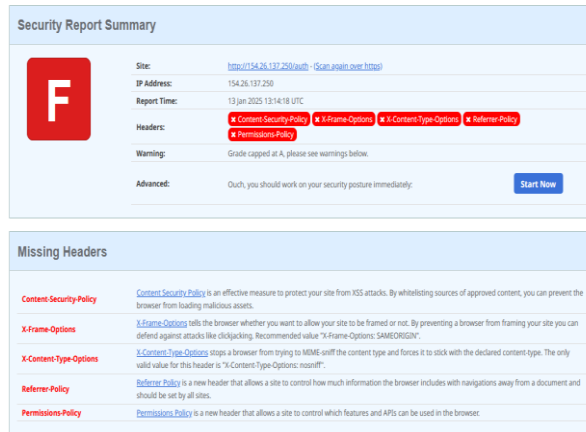 Security Report Summary
F
Site: http://154.26.137.250/auth - (Scan again over https)
IP Address: 154.26.137.250
Report Time: 13 Jan 2025 13:14:18 UTC
Headers: ✖ Content-Security-Policy ✖ X-Frame-Options ✖ X-Content-Type-Options ✖ Referrer-Policy
✖ Permissions-Policy
Warning: Grade capped at A, please see warnings below.
Advanced: Ouch, you should work on your security posture immediately: Start Now
Missing Headers
Content-Security-Policy Content Security Policy is an effective measure to protect your site from XSS attacks. By whitelisting sources of approved content, you can prevent the
browser from loading malicious assets.
X-Frame-Options X-Frame-Options tells the browser whether you want to allow your site to be framed or not. By preventing a browser from framing your site you can
defend against attacks like clickjacking. Recommended value "X-Frame-Options: SAMEORIGIN".
X-Content-Type-Options X-Content-Type-Options stops a browser from trying to MIME-sniff the content type and forces it to stick with the declared content-type. The only
valid value for this header is "X-Content-Type-Options: nosniff".
Referrer-Policy Referrer Policy is a new header that allows a site to control how much information the browser includes with navigations away from a document and
should be set by all sites.
Permissions-Policy Permissions Policy is a new header that allows a site to control which features and APIs can be used in the browser.